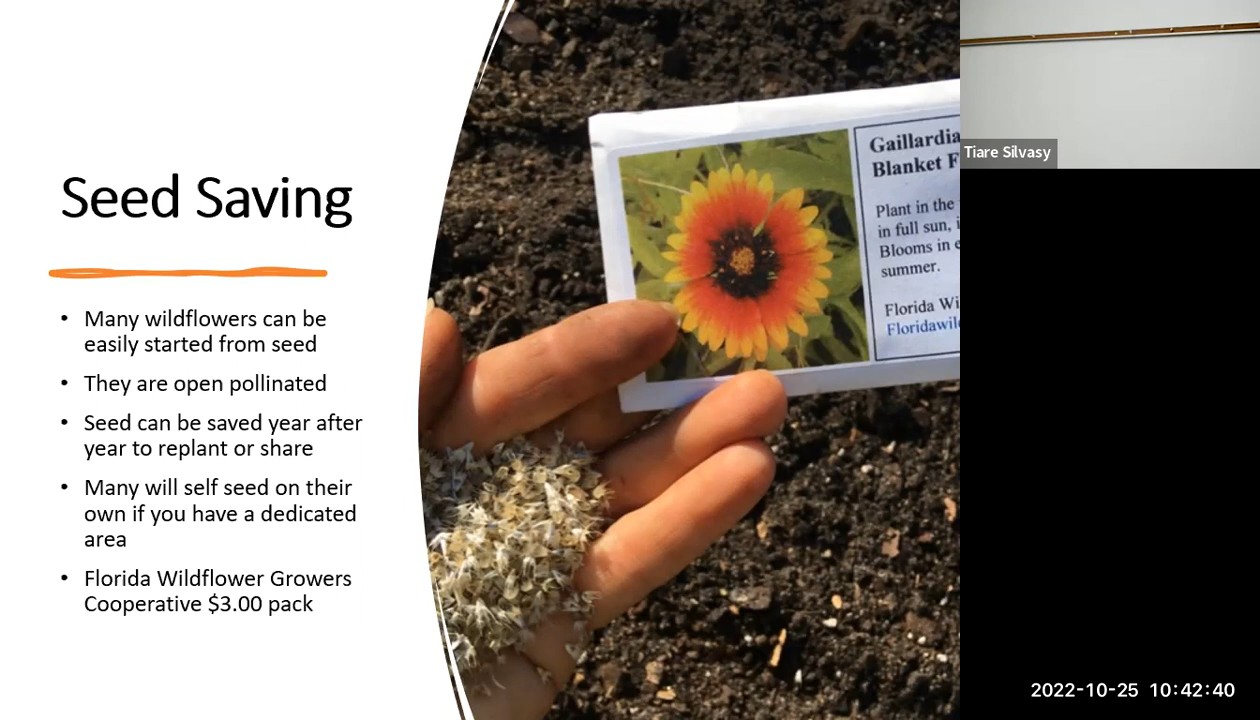 Seed Saving
• Many wildflowers can be
easily started from seed
• They are open pollinated
• Seed can be saved year after
year to replant or share
• Many will self seed on their
own if you have a dedicated
area
• Florida Wildflower Growers
Cooperative $3.00 pack
Gaillardia
Blanket
Plant in the
in full sun,
Blooms in
summer.
Florida
Tiare Silvasy
2022-10-25 10:42:40